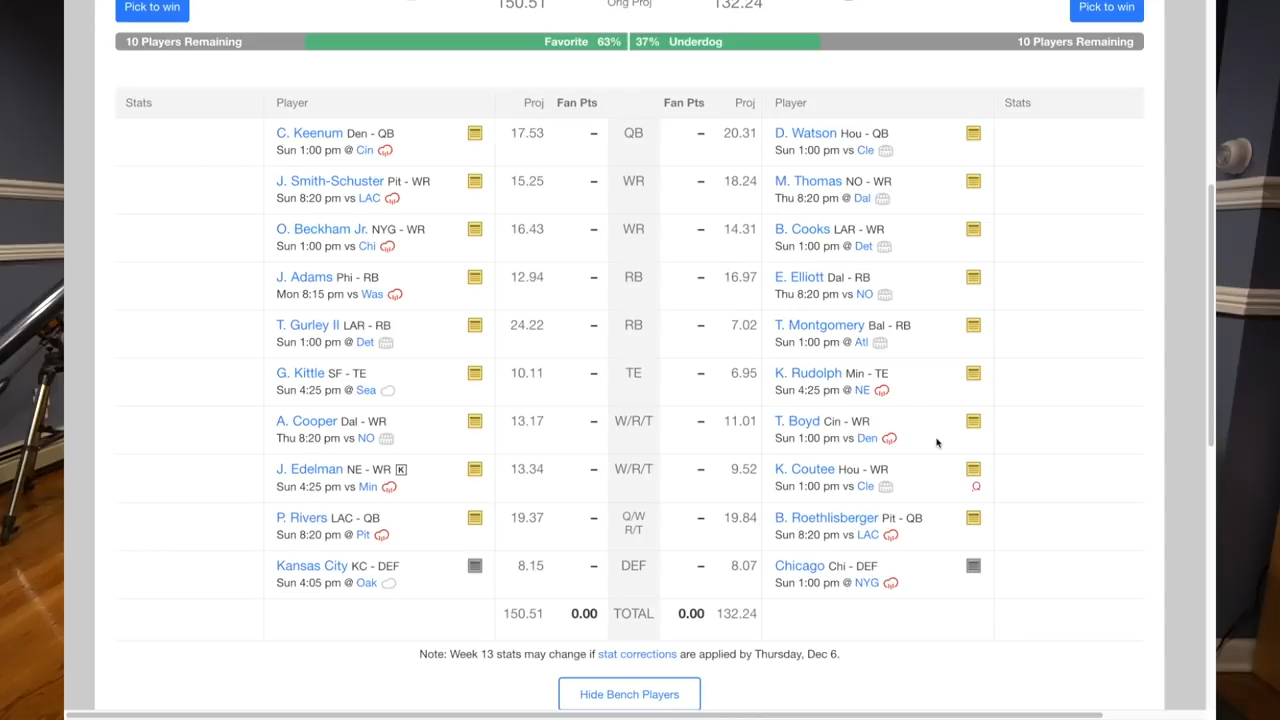 Pick to win
150.51 Orig Proj 132.24
Pick to win
10 Players Remaining Favorite 63% 37% Underdog 10 Players Remaining
Stats Player Proj Fan Pts Fan Pts Proj Player Stats
C. Keenum Den - QB 17.53 – QB – 20.31 D. Watson Hou - QB
Sun 1:00 pm @ Cin Sun 1:00 pm vs Cle
J. Smith-Schuster Pit - WR 15.25 – WR – 18.24 M. Thomas NO - WR
Sun 8:20 pm vs LAC Thu 8:20 pm @ Dal
O. Beckham Jr. NYG - WR 16.43 – WR – 14.31 B. Cooks LAR - WR
Sun 1:00 pm vs Chi Sun 1:00 pm @ Det
J. Adams Phi - RB 12.94 – RB – 16.97 E. Elliott Dal - RB
Mon 8:15 pm vs Was Thu 8:20 pm vs NO
T. Gurley II LAR - RB 24.22 – RB – 7.02 T. Montgomery Bal - RB
Sun 1:00 pm @ Det Sun 1:00 pm @ Atl
G. Kittle SF - TE 10.11 – TE – 6.95 K. Rudolph Min - TE
Sun 4:25 pm @ Sea Sun 4:25 pm @ NE
A. Cooper Dal - WR 13.17 – W/R/T – 11.01 T. Boyd Cin - WR
Thu 8:20 pm vs NO Sun 1:00 pm vs Den
J. Edelman NE - WR K 13.34 – W/R/T – 9.52 K. Coutee Hou - WR
Sun 4:25 pm vs Min Sun 1:00 pm vs Cle Q
P. Rivers LAC - QB 19.37 – Q/W R/T – 19.84 B. Roethlisberger Pit - QB
Sun 8:20 pm @ Pit Sun 8:20 pm vs LAC
Kansas City KC - DEF 8.15 – DEF – 8.07 Chicago Chi - DEF
Sun 4:05 pm @ Oak Sun 1:00 pm @ NYG
150.51 0.00 TOTAL 0.00 132.24
Note: Week 13 stats may change if stat corrections are applied by Thursday, Dec 6.
Hide Bench Players